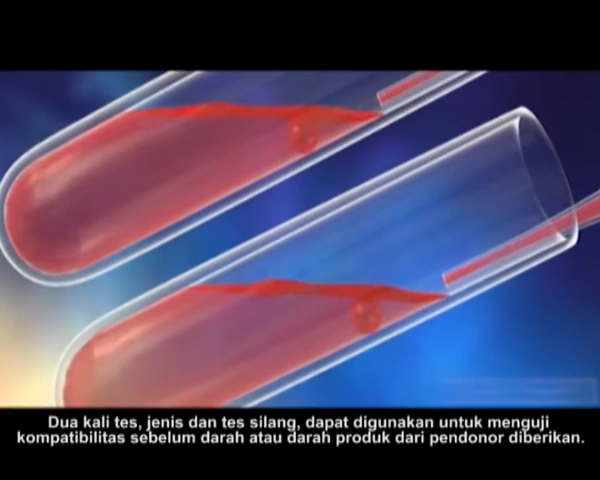 Dua kali tes, jenis dan tes silang, dapat digunakan untuk menguji
kompatibilitas sebelum darah atau darah produk dari pendonor diberikan.